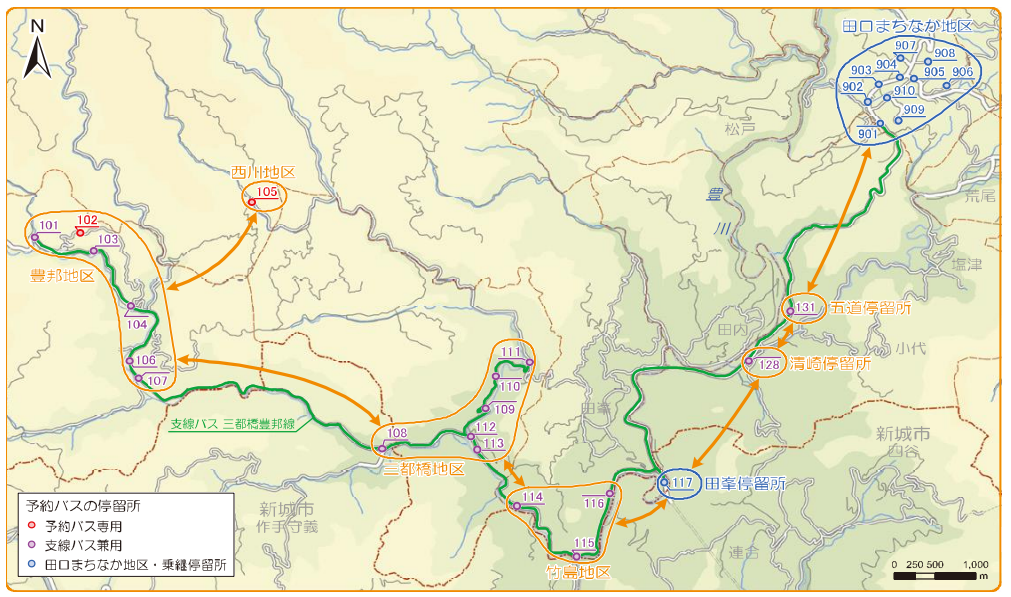 N
田口まちなか地区
907
908
904
903
905
906
902
910
909
901
松戸
豊川
荒尾
塩津
西川地区
105
101
102
103
豊邦地区
104
106
107
支線バス 三都橋豊邦線
108
三都橋地区
111
110
109
112
113
131
五道停留所
田内
小代
128
清崎停留所
田峯
新城市
四谷
117
田峯停留所
114
116
115
竹島地区
連合
新城市
作手守義
予約バスの停留所
予約バス専用
支線バス兼用
田口まちなか地区・乗継停留所
0 250 500 1,000
m